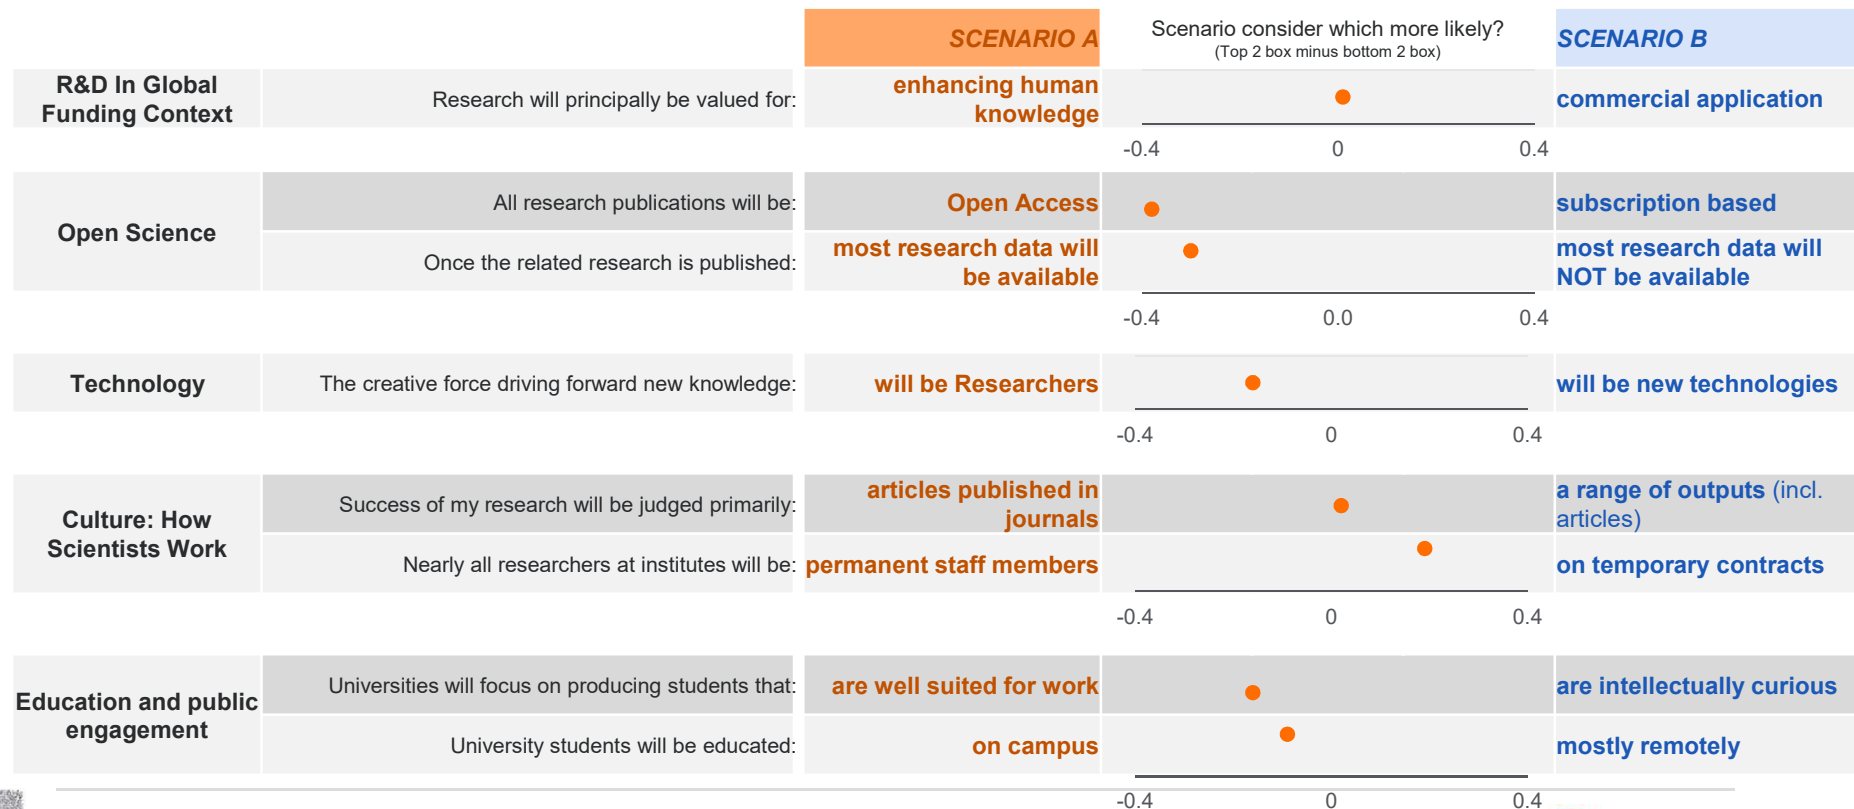 SCENARIO A
Scenario consider which more likely?
(Top 2 box minus bottom 2 box)
SCENARIO B
R&D In Global
Funding Context
Research will principally be valued for:
enhancing human
knowledge
commercial application
-0.4 0 0.4
Open Science
All research publications will be:
Open Access
subscription based
Once the related research is published:
most research data will
be available
most research data will
NOT be available
-0.4 0.0 0.4
Technology
The creative force driving forward new knowledge:
will be Researchers
will be new technologies
-0.4 0 0.4
Culture: How
Scientists Work
Success of my research will be judged primarily:
articles published in
journals
a range of outputs (incl.
articles)
Nearly all researchers at institutes will be:
permanent staff members
on temporary contracts
-0.4 0 0.4
Education and public
engagement
Universities will focus on producing students that:
are well suited for work
are intellectually curious
University students will be educated:
on campus
mostly remotely
-0.4 0 0.4